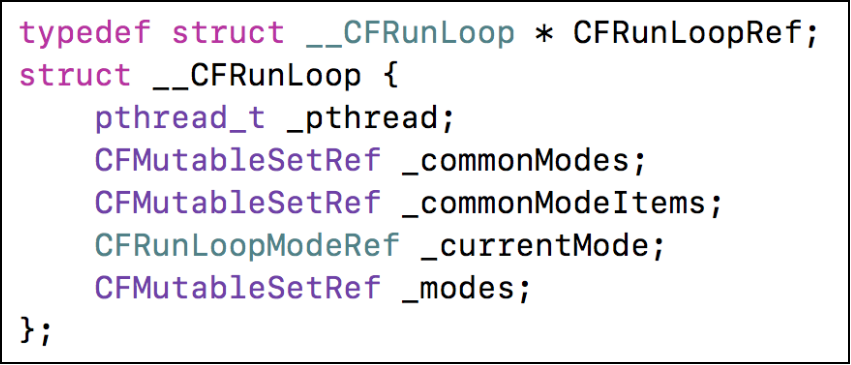 typedef struct __CFRunLoop * CFRunLoopRef;
struct __CFRunLoop {
    pthread_t _pthread;
    CFMutableSetRef _commonModes;
    CFMutableSetRef _commonModeItems;
    CFRunLoopModeRef _currentMode;
    CFMutableSetRef _modes;
};